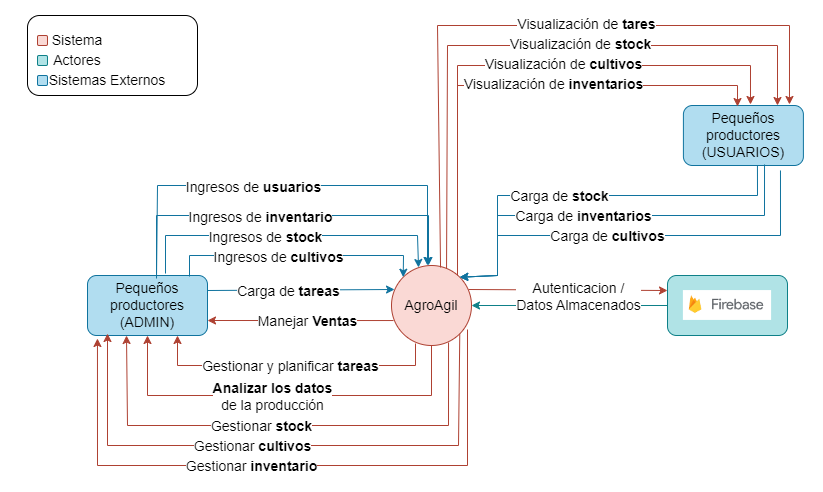 Sistema
Actores
Sistemas Externos
Visualización de tares
Visualización de stock
Visualización de cultivos
Visualización de inventarios
Pequeños
productores
(USUARIOS)
Carga de stock
Carga de inventarios
Carga de cultivos
Ingresos de usuarios
Ingresos de inventario
Ingresos de stock
Ingresos de cultivos
Pequeños
productores
(ADMIN)
Carga de tareas
Manejar Ventas
AgroAgil
Autenticacion /
Datos Almacenados
Firebase
Gestionar y planificar tareas
Analizar los datos
de la producción
Gestionar stock
Gestionar cultivos
Gestionar inventario